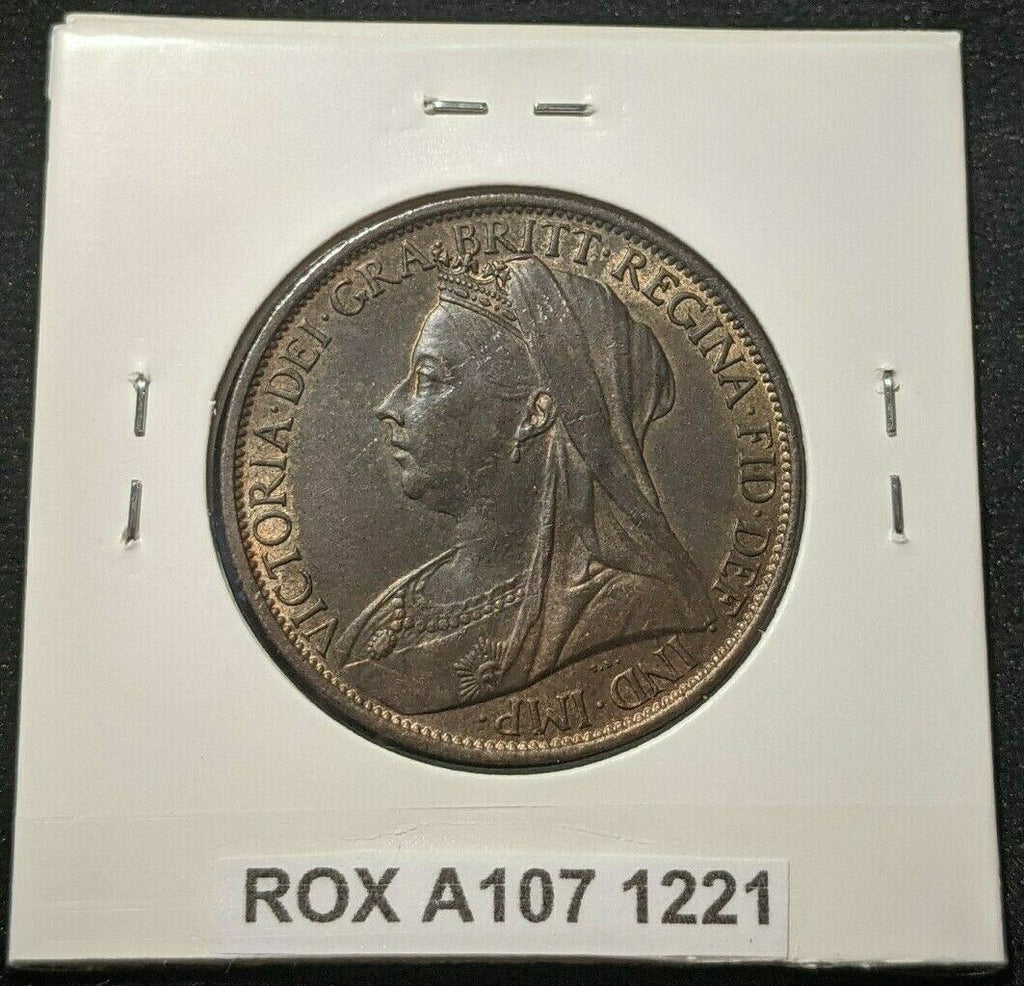 VICTORIA·DEI·GRA·BRITT·REGINA·FID·DEF·IND·IMP·
T.B.
ROX A107 1221